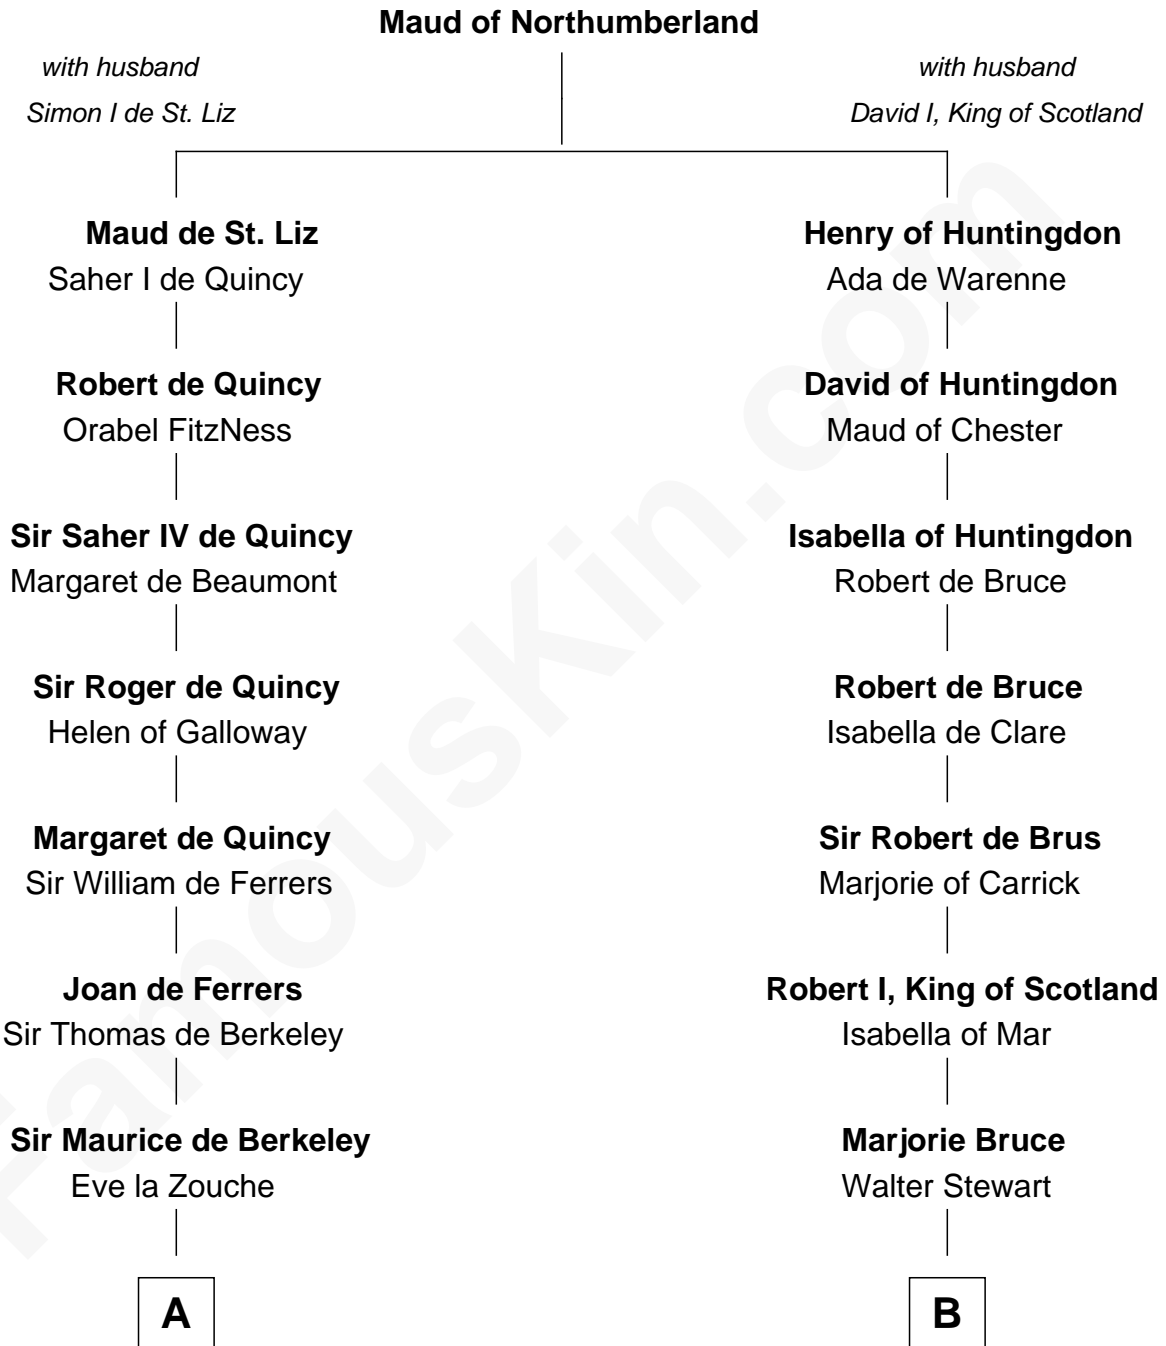 Maud of Northumberland
with husband
Simon I de St. Liz
with husband
David I, King of Scotland
Maud de St. Liz
Saher I de Quincy
Henry of Huntingdon
Ada de Warenne
Robert de Quincy
Orabel FitzNess
David of Huntingdon
Maud of Chester
Sir Saher IV de Quincy
Margaret de Beaumont
Isabella of Huntingdon
Robert de Bruce
Sir Roger de Quincy
Helen of Galloway
Robert de Bruce
Isabella de Clare
Margaret de Quincy
Sir William de Ferrers
Sir Robert de Brus
Marjorie of Carrick
Joan de Ferrers
Sir Thomas de Berkeley
Robert I, King of Scotland
Isabella of Mar
Sir Maurice de Berkeley
Eve la Zouche
Marjorie Bruce
Walter Stewart
A
B
FamousKin.com